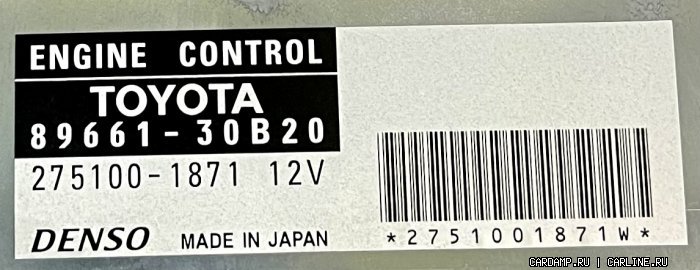 ENGINE CONTROL
TOYOTA
89661-30B20
275100-1871 12V
DENSO MADE IN JAPAN
*2751001871W*
CARDAMP.RU | CARLINE.RU